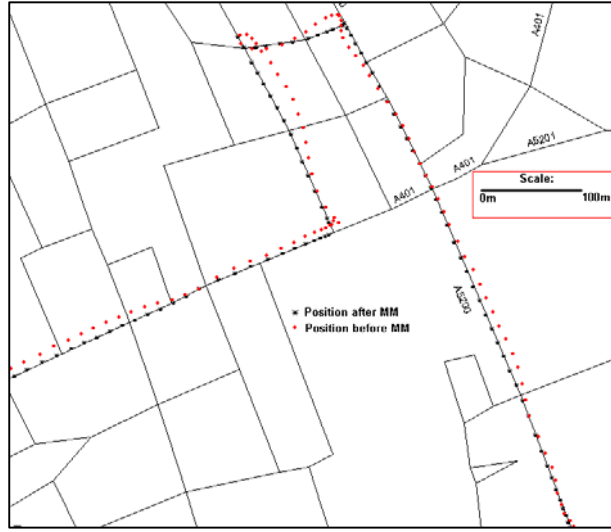 A401
A5201
A401
A401
Scale:
0m 100m
A5200
Position after MM
Position before MM